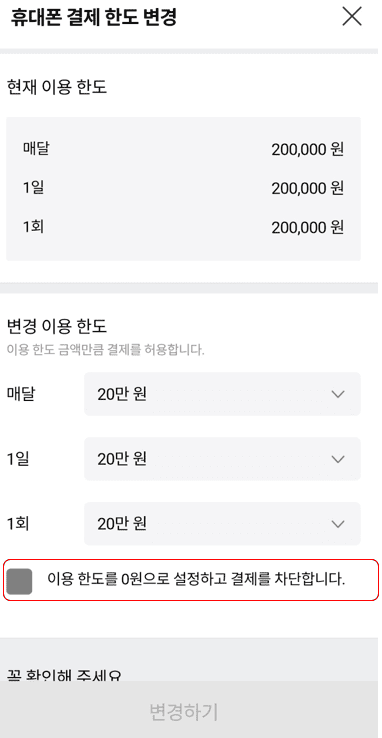 휴대폰 결제 한도 변경
현재 이용 한도
매달 200,000 원
1일 200,000 원
1회 200,000 원
변경 이용 한도
이용 한도 금액만큼 결제를 허용합니다.
매달 20만 원
1일 20만 원
1회 20만 원
이용 한도를 0원으로 설정하고 결제를 차단합니다.
꼭 확인해 주세요
변경하기